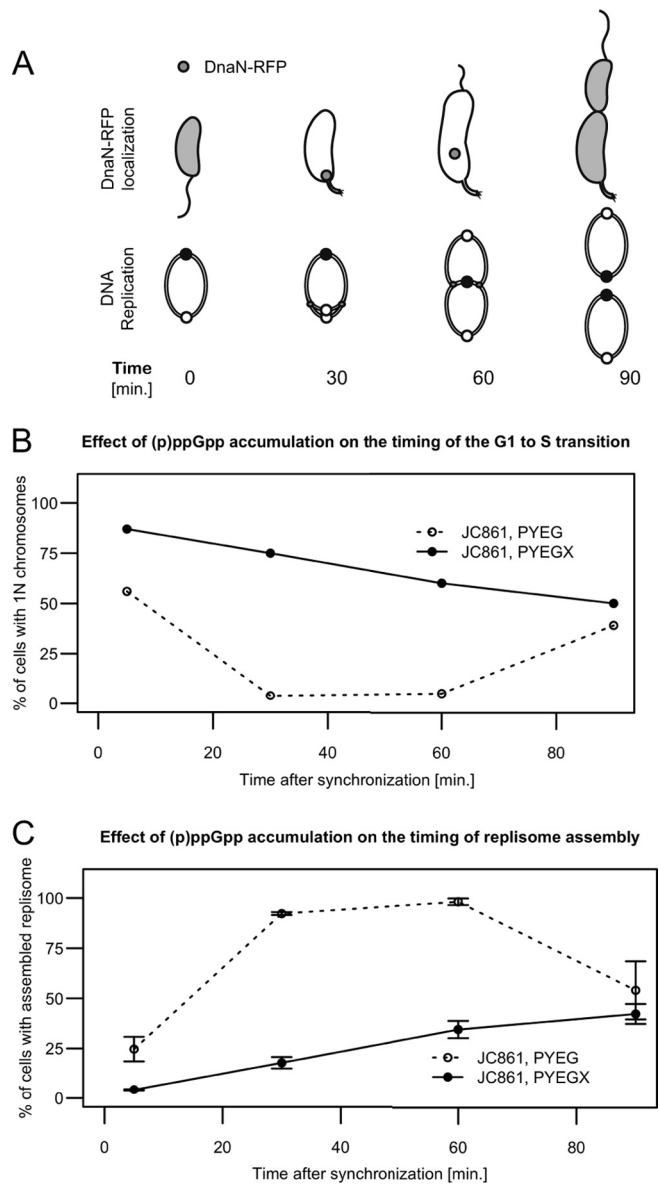 A
DnaN-RFP
DnaN-RFP
localization
DNA
Replication
Time
[min.]
0
30
60
90
B
Effect of (p)ppGpp accumulation on the timing of the G1 to S transition
% of cells with 1N chromosomes
100
75
50
25
0
JC861, PYEG
JC861, PYEGX
0
20
40
60
80
Time after synchronization [min.]
C
Effect of (p)ppGpp accumulation on the timing of replisome assembly
% of cells with assembled replisome
100
75
50
25
0
JC861, PYEG
JC861, PYEGX
0
20
40
60
80
Time after synchronization [min.]